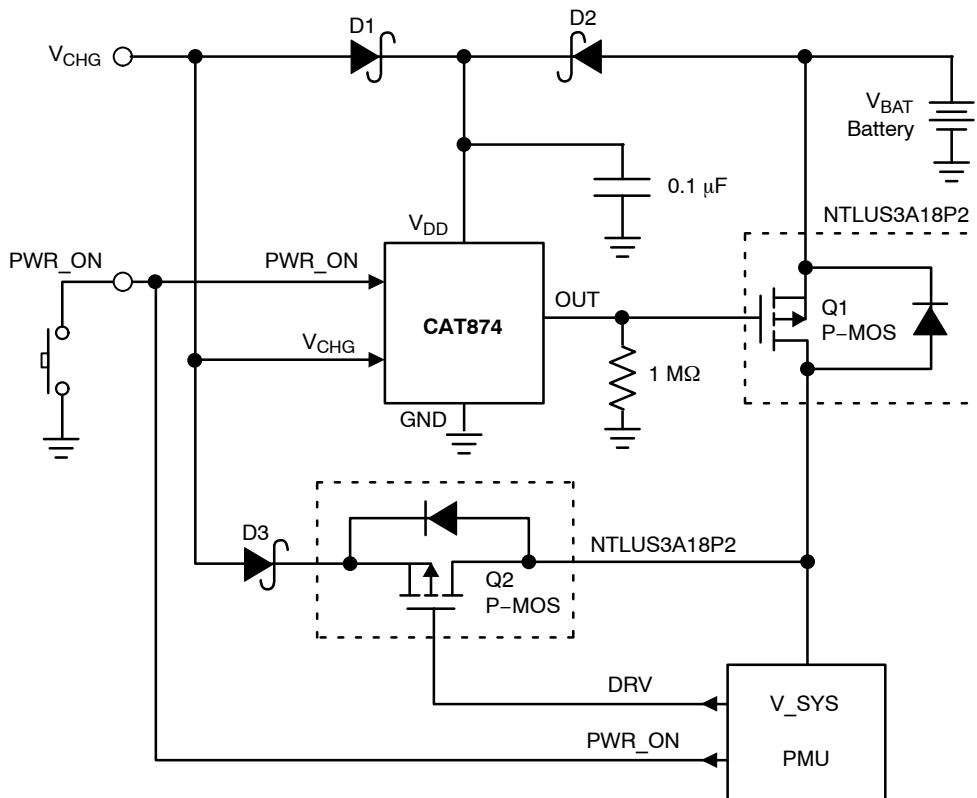 D1
D2
V_CHG
V_BAT
Battery
0.1 μF
NTLUS3A18P2
V_DD
PWR_ON
PWR_ON
OUT
CAT874
Q1
P−MOS
V_CHG
1 MΩ
GND
D3
NTLUS3A18P2
Q2
P−MOS
DRV
V_SYS
PWR_ON
PMU